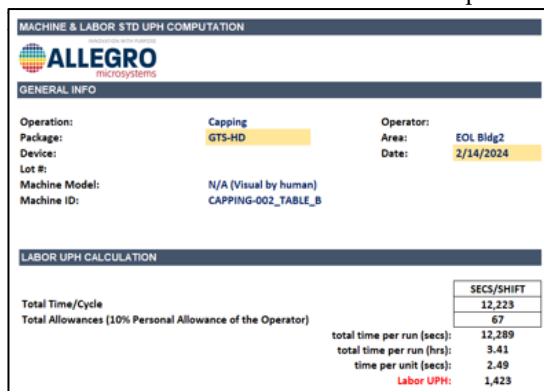 MACHINE & LABOR STD UPH COMPUTATION
INNOVATION WITH PURPOSE
ALLEGRO
microsystems
GENERAL INFO
Operation: Capping Operator:
Package: GTS-HD Area: EOL Bldg2
Device: Date: 2/14/2024
Lot #:
Machine Model: N/A (Visual by human)
Machine ID: CAPPING-002_TABLE_B
LABOR UPH CALCULATION
SECS/SHIFT
Total Time/Cycle 12,223
Total Allowances (10% Personal Allowance of the Operator) 67
total time per run (secs): 12,289
total time per run (hrs): 3.41
time per unit (secs): 2.49
Labor UPH: 1,423